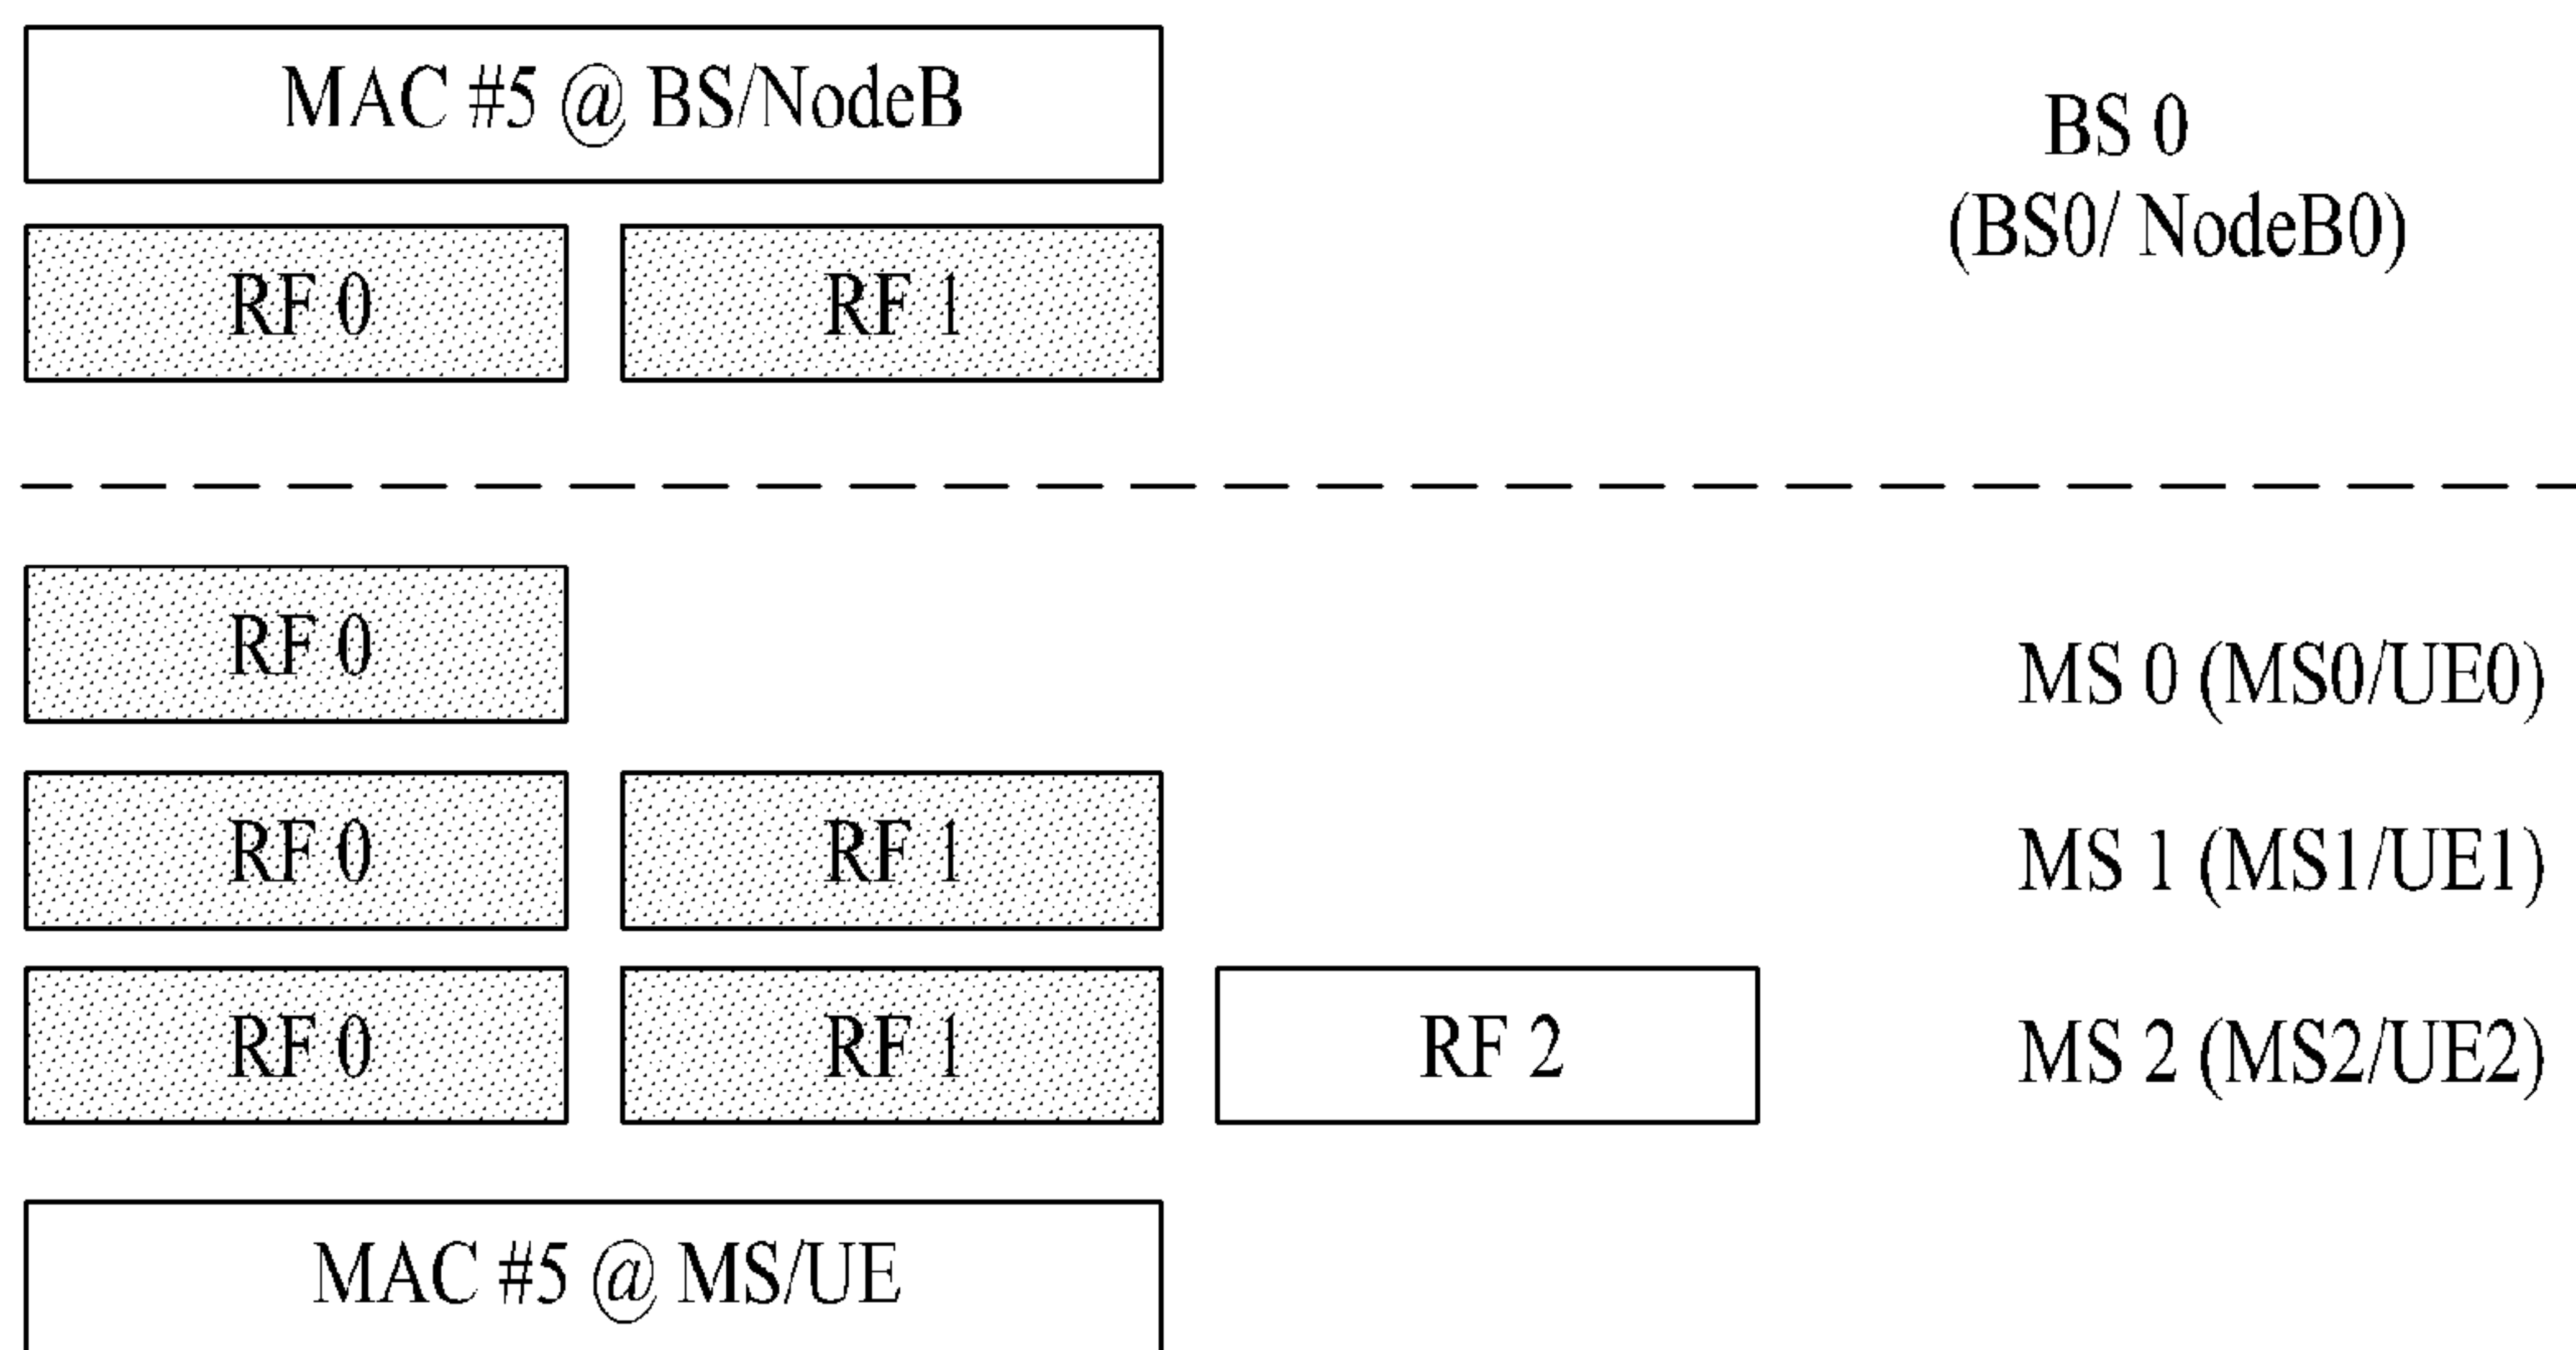 MAC #5 @ BS/NodeB
BS 0
(BS0/ NodeB0)
RF 0
RF 1
RF 0
MS 0 (MS0/UE0)
RF 0
RF 1
MS 1 (MS1/UE1)
RF 0
RF 1
RF 2
MS 2 (MS2/UE2)
MAC #5 @ MS/UE